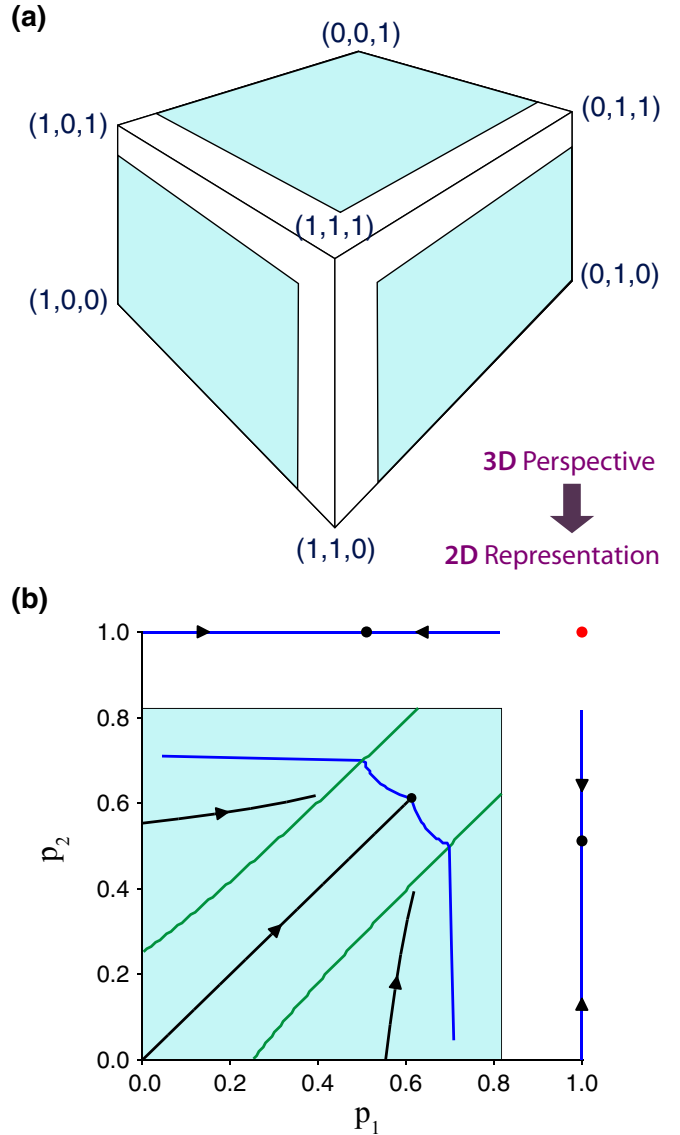 (a)
(0,0,1)
(1,0,1)
(0,1,1)
(1,1,1)
(1,0,0)
(0,1,0)
3D Perspective
(1,1,0)
2D Representation
(b)
1.0
0.8
0.6
p2
0.4
0.2
0.0
0.0 0.2 0.4 0.6 0.8 1.0
p1